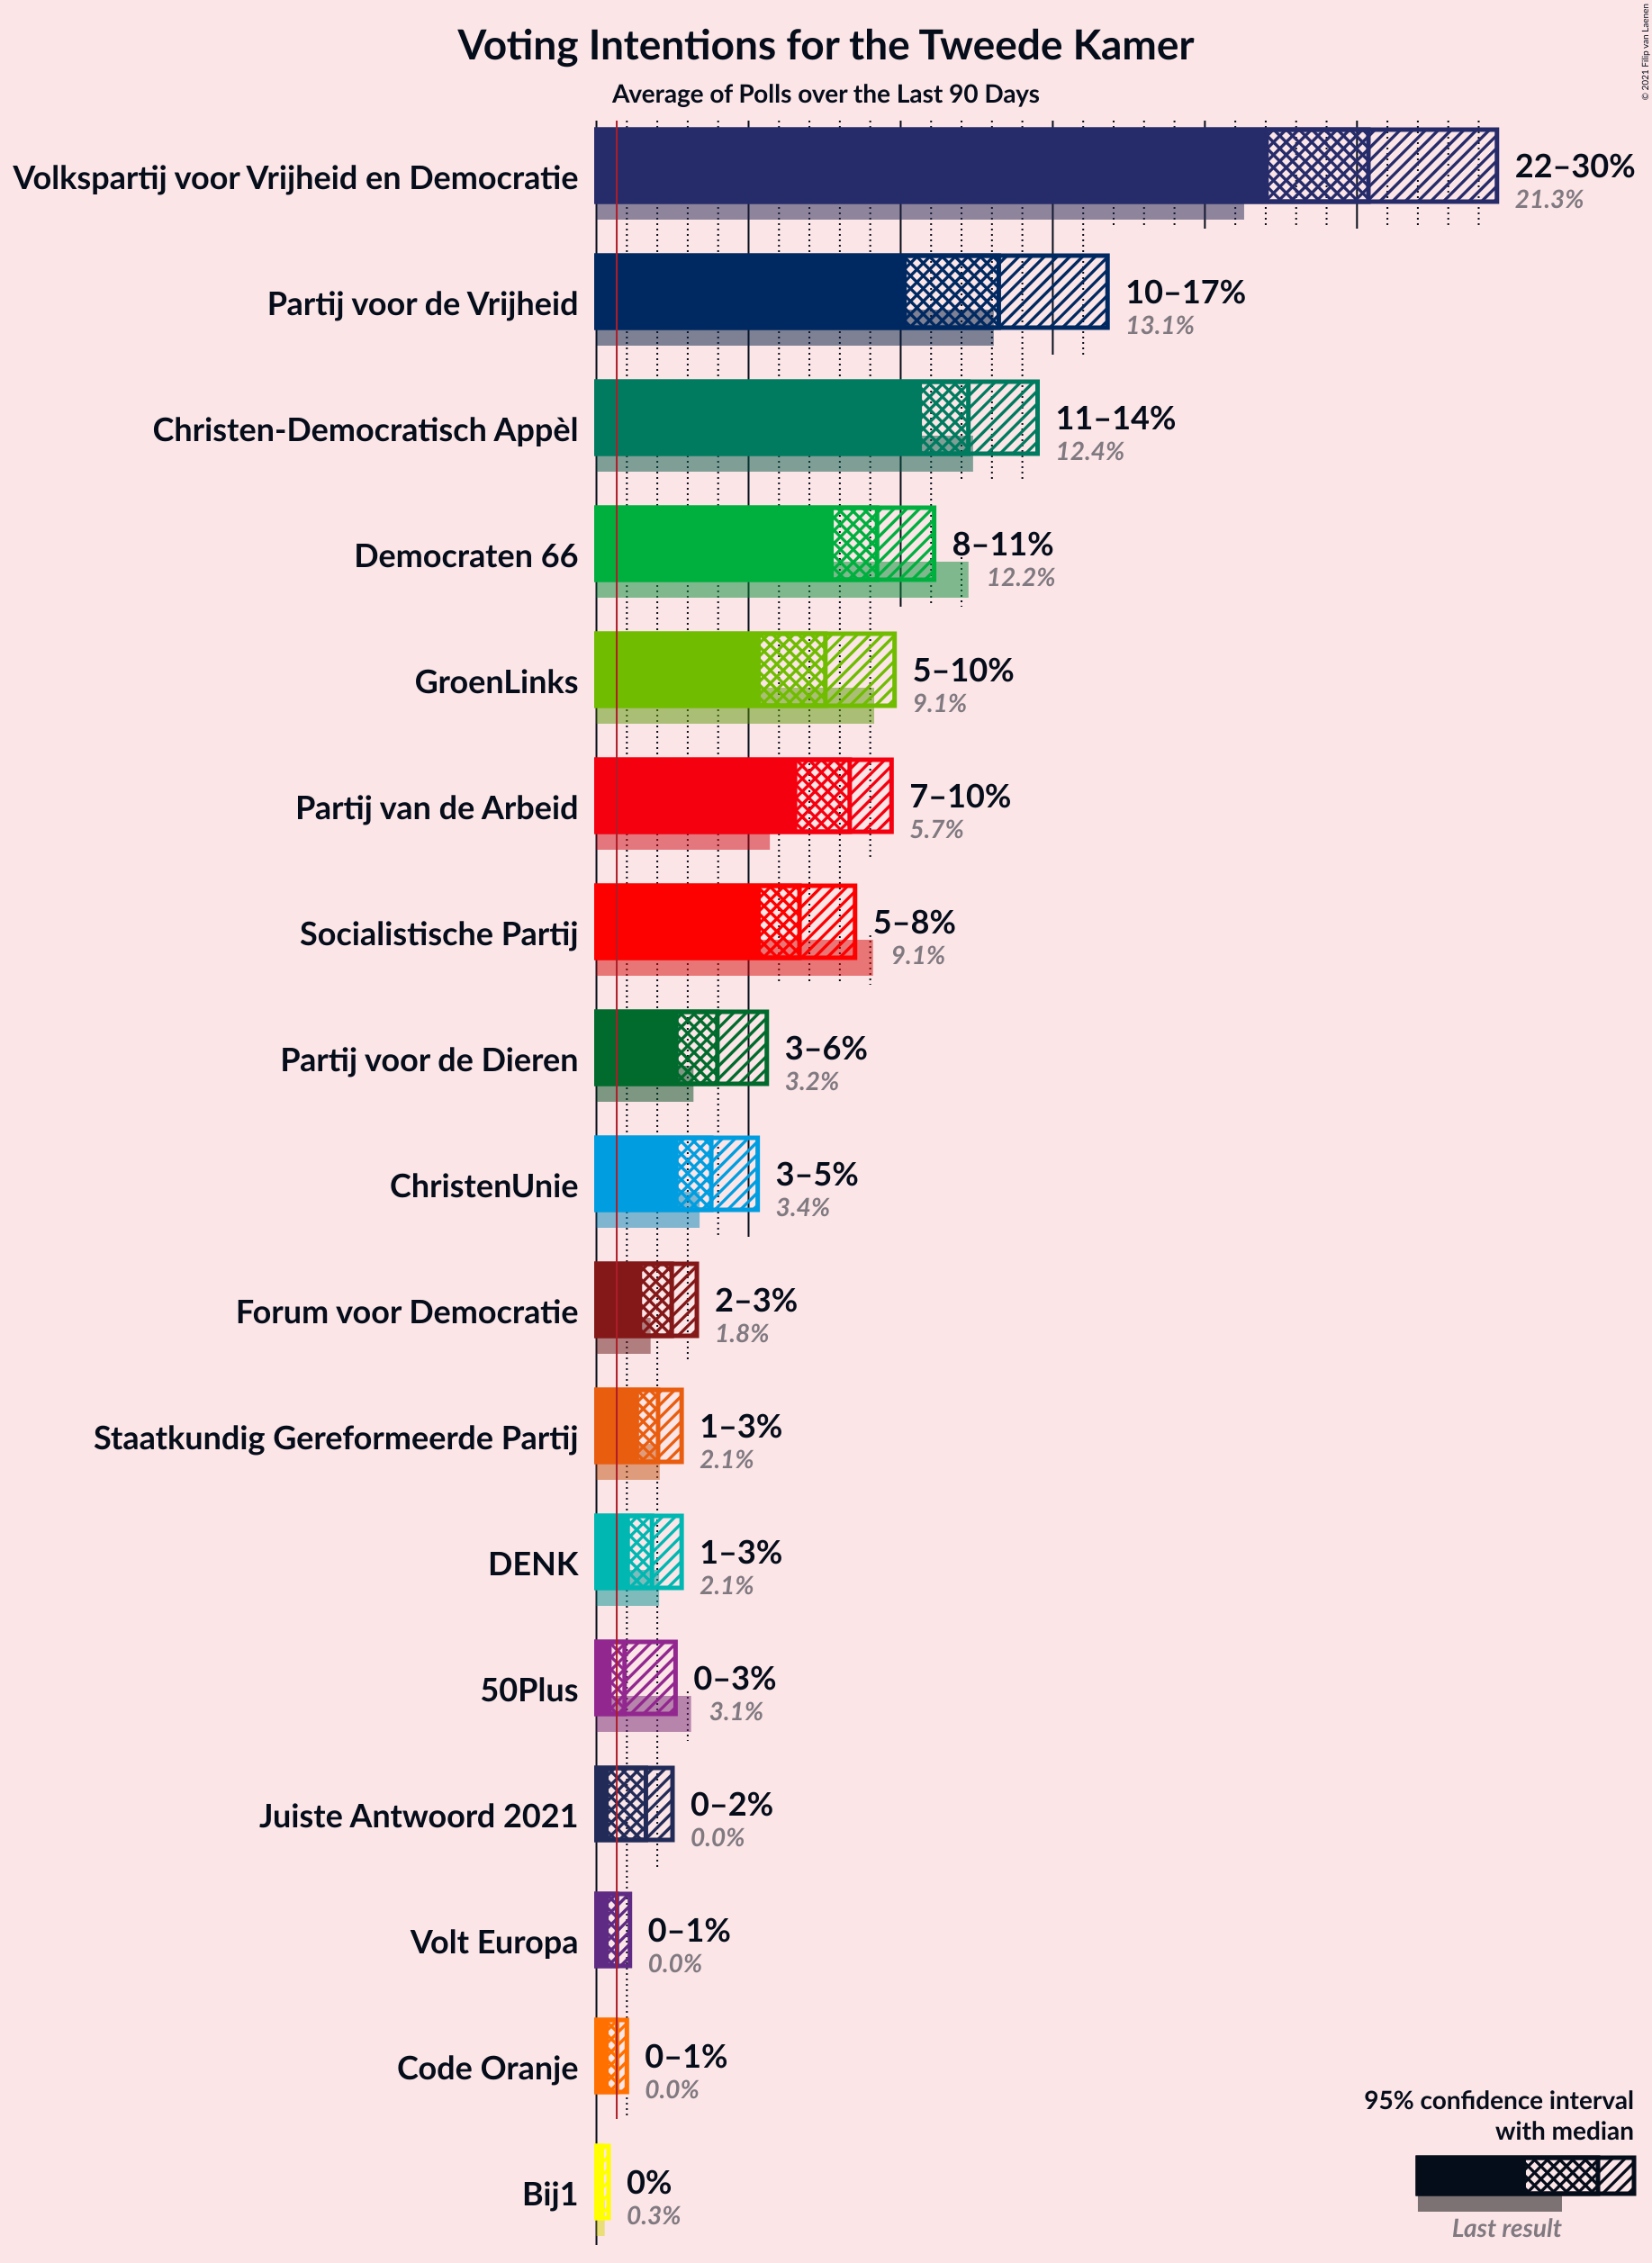 Voting Intentions for the Tweede Kamer
Average of Polls over the Last 90 Days
© 2021 Filip van Laenen
Volkspartij voor Vrijheid en Democratie
22–30%
21.3%
Partij voor de Vrijheid
10–17%
13.1%
Christen-Democratisch Appèl
11–14%
12.4%
Democraten 66
8–11%
12.2%
GroenLinks
5–10%
9.1%
Partij van de Arbeid
7–10%
5.7%
Socialistische Partij
5–8%
9.1%
Partij voor de Dieren
3–6%
3.2%
ChristenUnie
3–5%
3.4%
Forum voor Democratie
2–3%
1.8%
Staatkundig Gereformeerde Partij
1–3%
2.1%
DENK
1–3%
2.1%
50Plus
0–3%
3.1%
Juiste Antwoord 2021
0–2%
0.0%
Volt Europa
0–1%
0.0%
Code Oranje
0–1%
0.0%
Bij1
0%
0.3%
95% confidence interval
with median
Last result